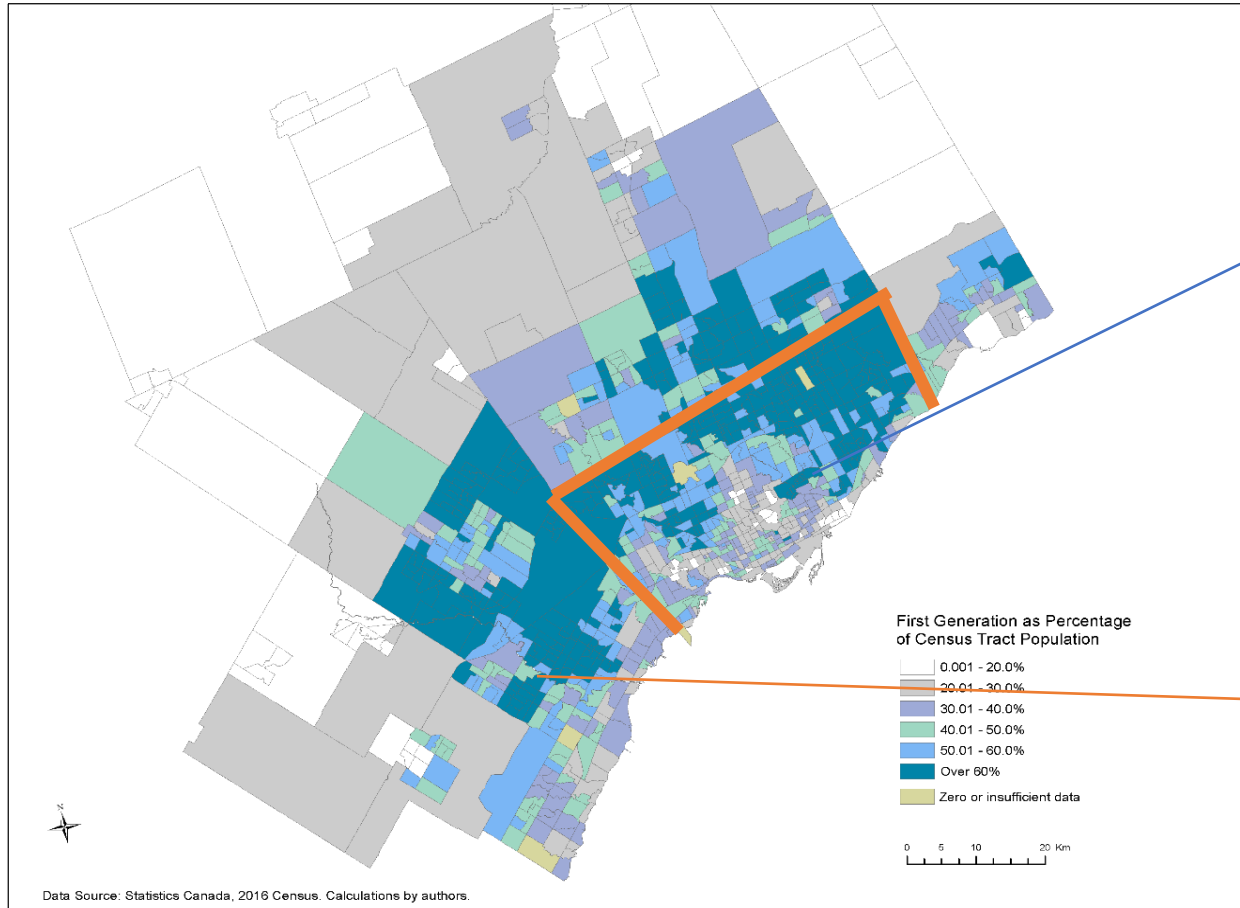 First Generation as Percentage
of Census Tract Population
0.001 - 20.0%
20.01 - 30.0%
30.01 - 40.0%
40.01 - 50.0%
50.01 - 60.0%
Over 60%
Zero or insufficient data
N
0 5 10 20 Km
Data Source: Statistics Canada, 2016 Census. Calculations by authors.